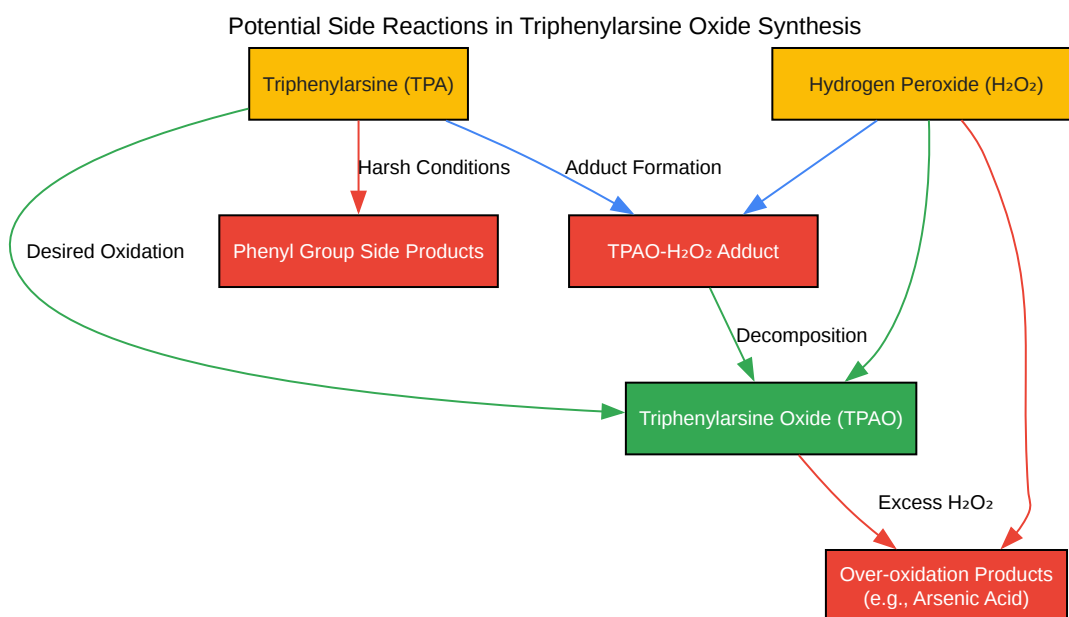 Potential Side Reactions in Triphenylarsine Oxide Synthesis
Triphenylarsine (TPA)
Hydrogen Peroxide (H₂O₂)
Harsh Conditions
Adduct Formation
Desired Oxidation
Phenyl Group Side Products
TPAO-H₂O₂ Adduct
Decomposition
Triphenylarsine Oxide (TPAO)
Excess H₂O₂
Over-oxidation Products
(e.g., Arsenic Acid)